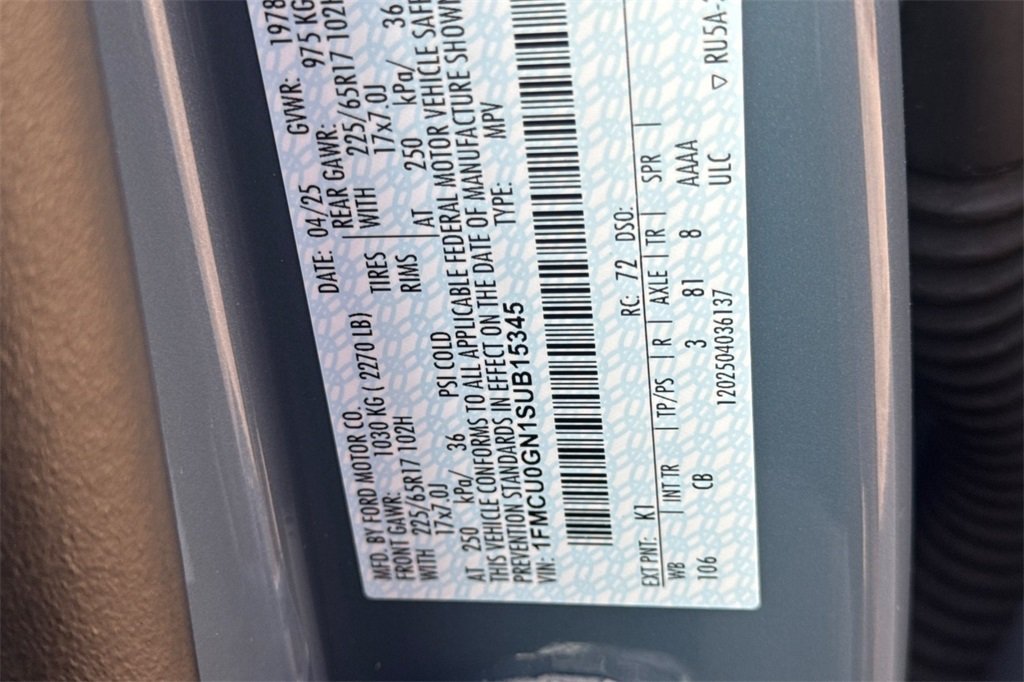 MFD. BY FORD MOTOR CO. DATE: 04/25 GVWR: 1978
FRONT GAWR: 1030 KG ( 2270 LB) REAR GAWR: 975 KG
WITH 225/65R17 102H TIRES WITH 225/65R17 102H
17x7.0J RIMS 17x7.0J
AT 250 kPa/ 36 PSI COLD AT 250 kPa/ 36
THIS VEHICLE CONFORMS TO ALL APPLICABLE FEDERAL MOTOR VEHICLE SAFE
PREVENTION STANDARDS IN EFFECT ON THE DATE OF MANUFACTURE SHOWN
VIN: 1FMCU0GN1SUB15345 TYPE: MPV
EXT PNT: K1 RC: 72 DSO:
WB INT TR TP/PS R AXLE TR SPR
106 CB 3 81 8 AAAA
1202504036137 ULC
▽ RU5A-